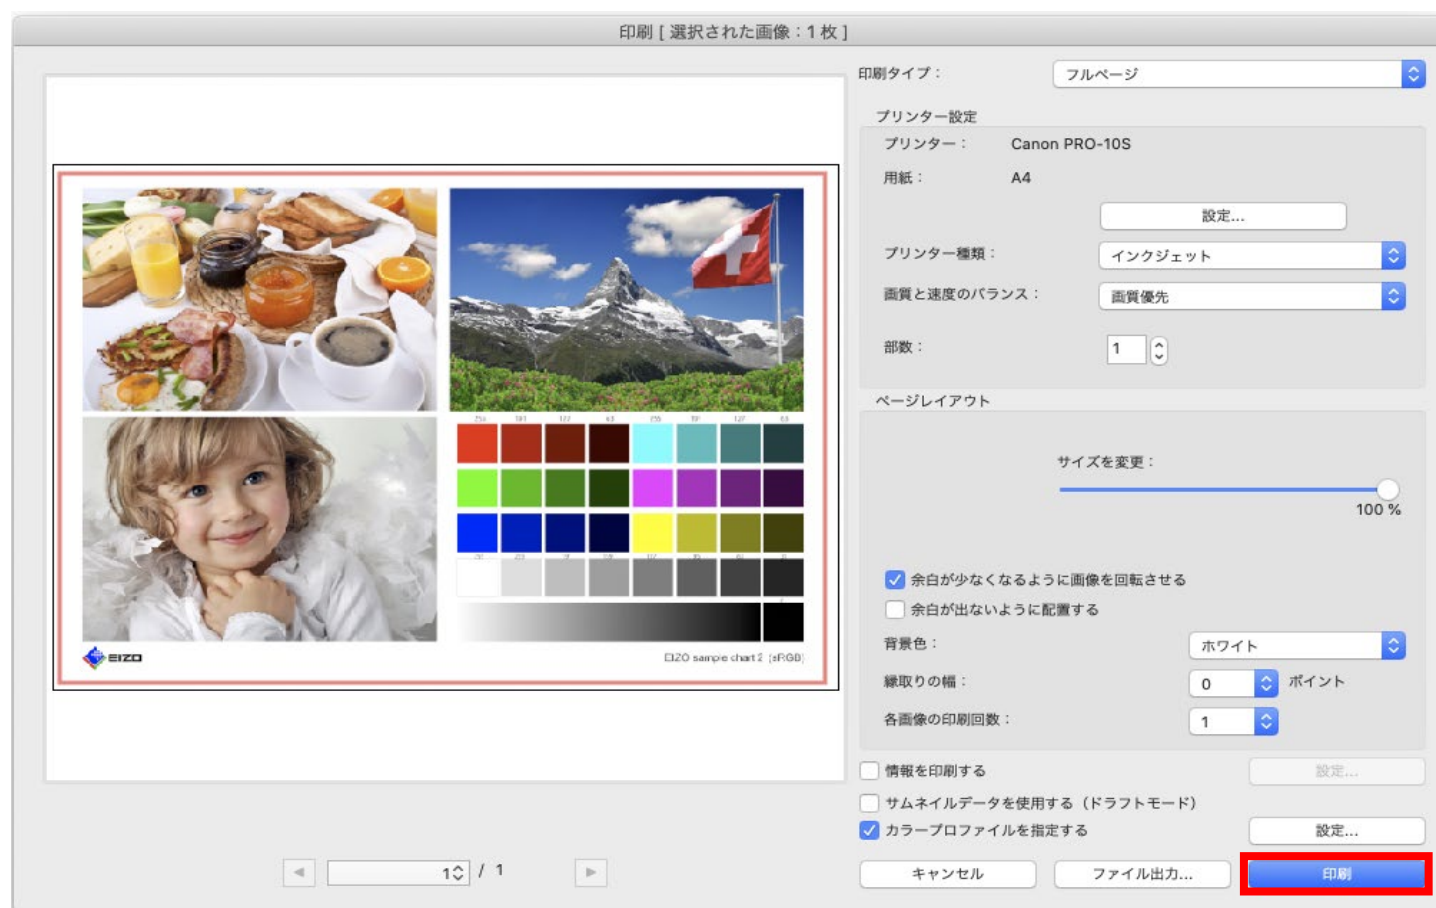 印刷 [ 選択された画像：1 枚 ]
印刷タイプ： フルページ
プリンター設定
プリンター： Canon PRO-10S
用紙： A4
設定...
プリンター種類： インクジェット
画質と速度のバランス： 画質優先
部数： 1
ページレイアウト
サイズを変更：
100 %
余白が少なくなるように画像を回転させる
余白が出ないように配置する
背景色： ホワイト
縁取りの幅： 0 ポイント
各画像の印刷回数： 1
情報を印刷する 設定...
サムネイルデータを使用する（ドラフトモード）
カラープロファイルを指定する 設定...
キャンセル ファイル出力... 印刷
255 191 127 63 255 191 127 63
EIZO EIZO sample chart 2 (sRGB)
1 / 1